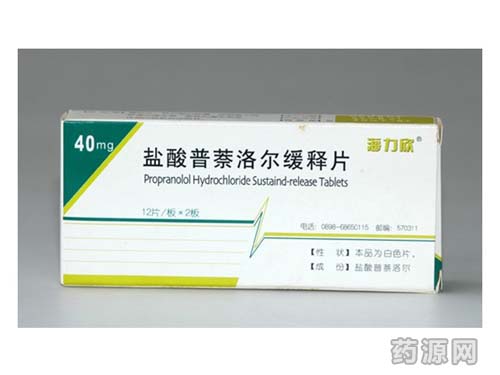 40mg
海力欣®
盐酸普萘洛尔缓释片
Propranolol Hydrochloride Sustaind-release Tablets
12片/板×2板
电话: 0898-68650115 邮编: 570311
【性 状】本品为白色片。
【成 份】盐酸普萘洛尔
药源网